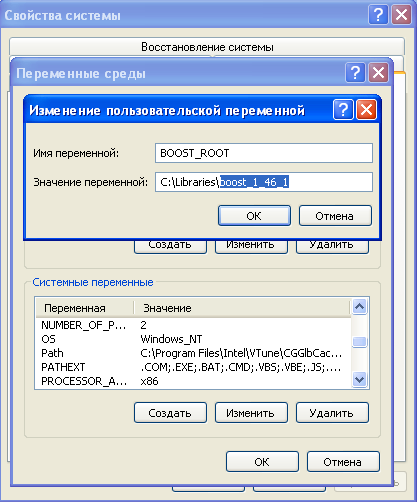 Свойства системы
Восстановление системы
Переменные среды
Изменение пользовательской переменной
Имя переменной: BOOST_ROOT
Значение переменной: C:\Libraries\boost_1_46_1
ОК Отмена
Создать Изменить Удалить
Системные переменные
Переменная Значение
NUMBER_OF_P... 2
OS Windows_NT
Path C:\Program Files\Intel\VTune\CGGlbCac...
PATHEXT .COM;.EXE;.BAT;.CMD;.VBS;.VBE;.JS;....
PROCESSOR_A... x86
Создать Изменить Удалить
ОК Отмена